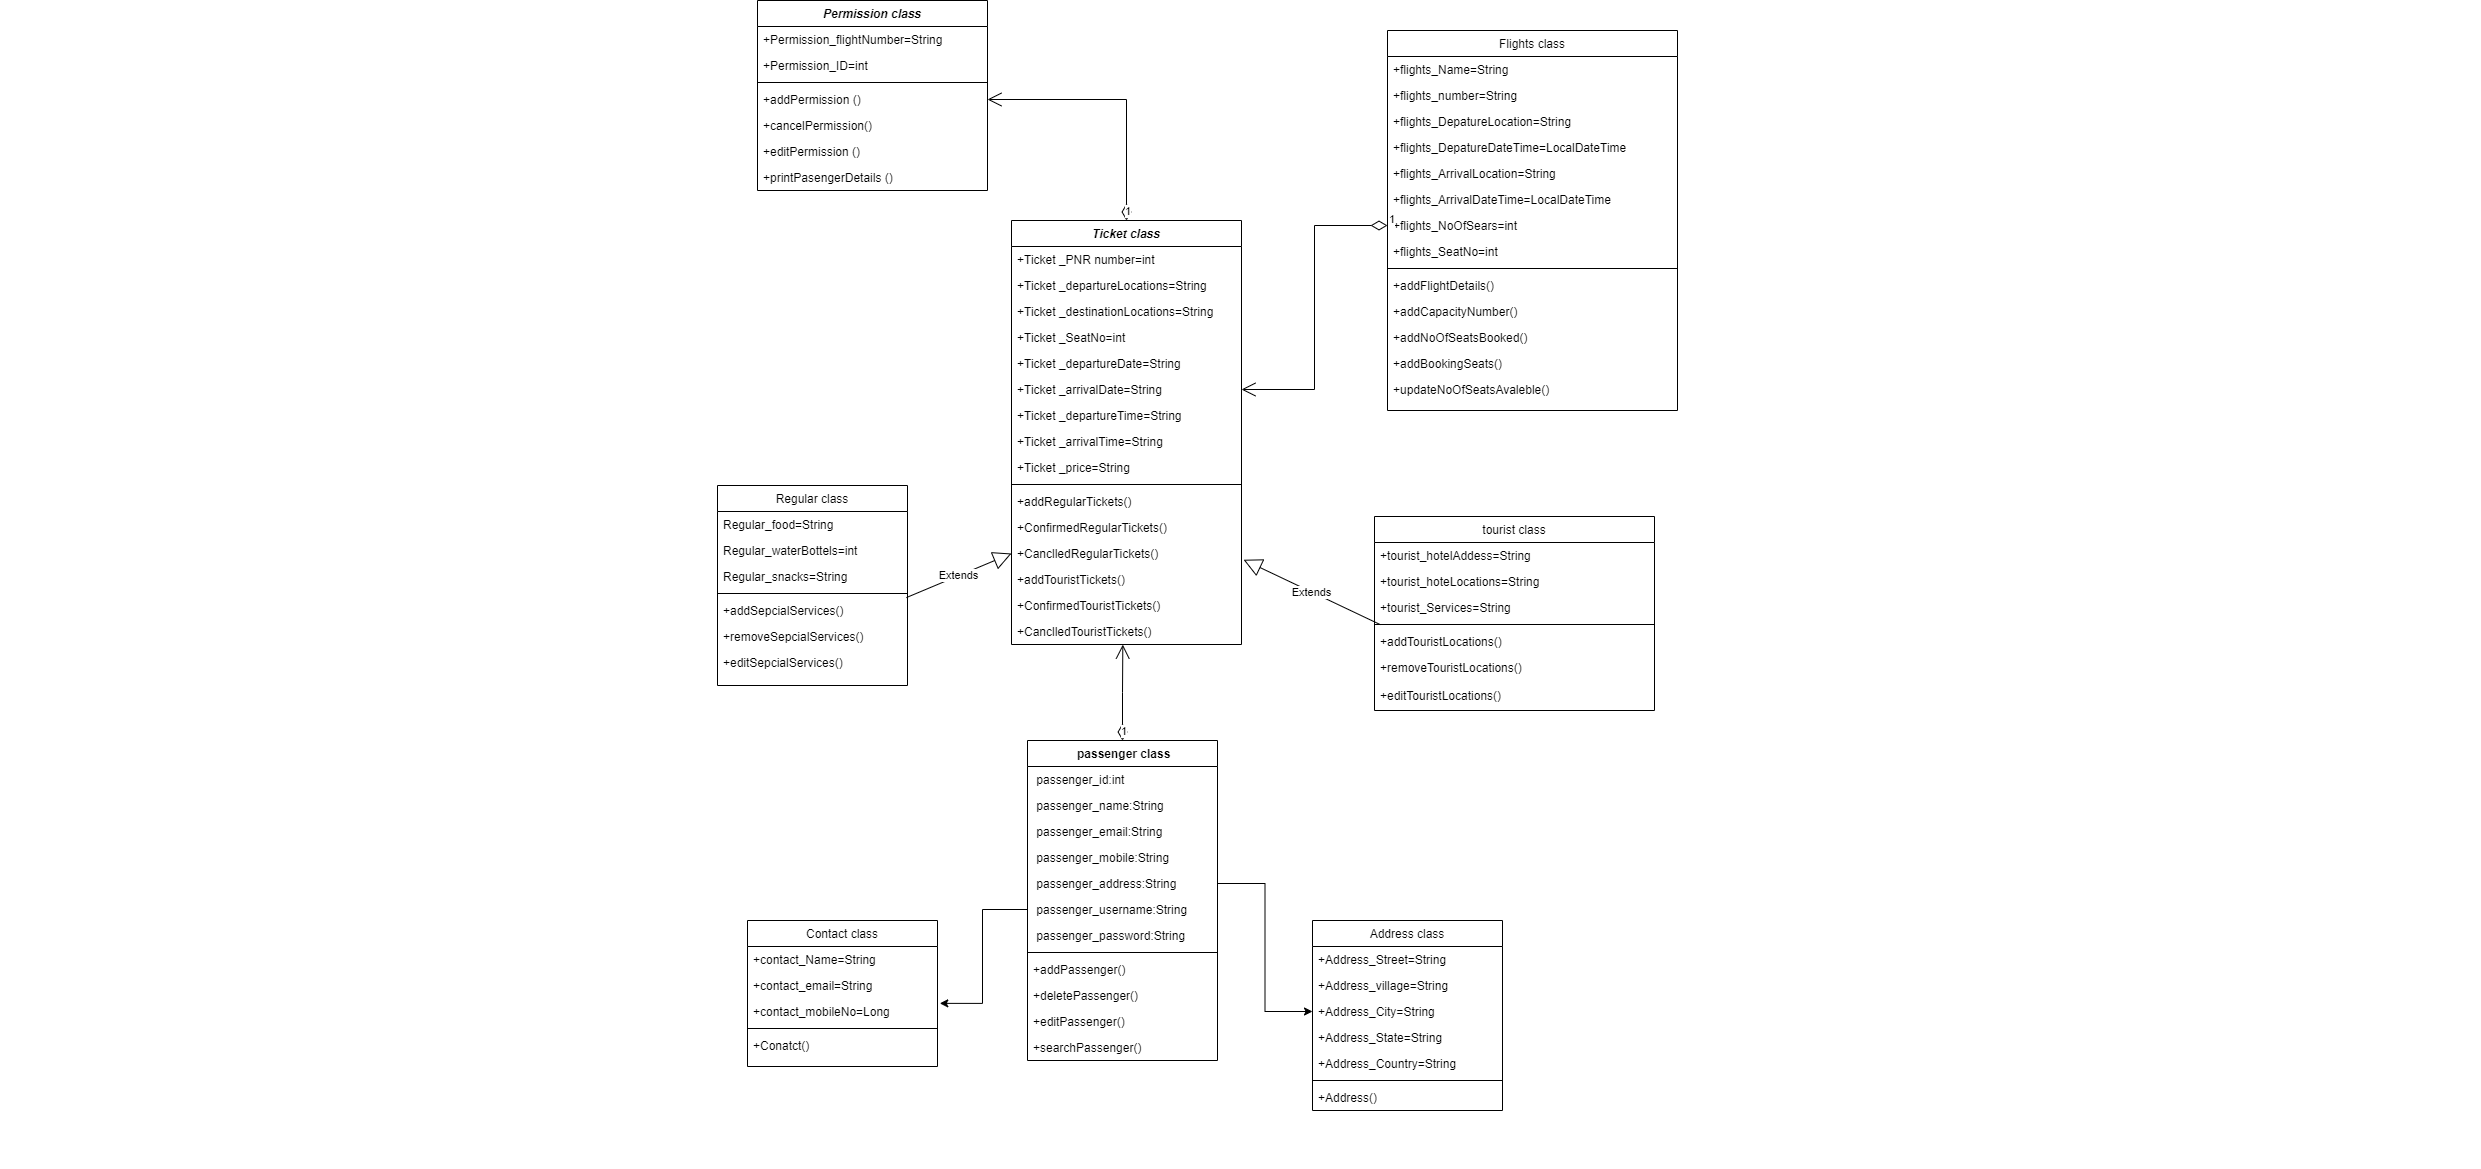 Permission class
+Permission_flightNumber=String
+Permission_ID=int
+addPermission ()
+cancelPermission()
+editPermission ()
+printPasengerDetails ()
Flights class
+flights_Name=String
+flights_number=String
+flights_DepatureLocation=String
+flights_DepatureDateTime=LocalDateTime
+flights_ArrivalLocation=String
+flights_ArrivalDateTime=LocalDateTime
+flights_NoOfSears=int
+flights_SeatNo=int
+addFlightDetails()
+addCapacityNumber()
+addNoOfSeatsBooked()
+addBookingSeats()
+updateNoOfSeatsAvaleble()
1
1
Ticket class
+Ticket _PNR number=int
+Ticket _departureLocations=String
+Ticket _destinationLocations=String
+Ticket _SeatNo=int
+Ticket _departureDate=String
+Ticket _arrivalDate=String
+Ticket _departureTime=String
+Ticket _arrivalTime=String
+Ticket _price=String
+addRegularTickets()
+ConfirmedRegularTickets()
+CanclledRegularTickets()
+addTouristTickets()
+ConfirmedTouristTickets()
+CanclledTouristTickets()
Regular class
Regular_food=String
Regular_waterBottels=int
Regular_snacks=String
+addSepcialServices()
+removeSepcialServices()
+editSepcialServices()
Extends
Extends
tourist class
+tourist_hotelAddess=String
+tourist_hoteLocations=String
+tourist_Services=String
+addTouristLocations()
+removeTouristLocations()
+editTouristLocations()
1
passenger class
passenger_id:int
passenger_name:String
passenger_email:String
passenger_mobile:String
passenger_address:String
passenger_username:String
passenger_password:String
+addPassenger()
+deletePassenger()
+editPassenger()
+searchPassenger()
Contact class
+contact_Name=String
+contact_email=String
+contact_mobileNo=Long
+Conatct()
Address class
+Address_Street=String
+Address_village=String
+Address_City=String
+Address_State=String
+Address_Country=String
+Address()